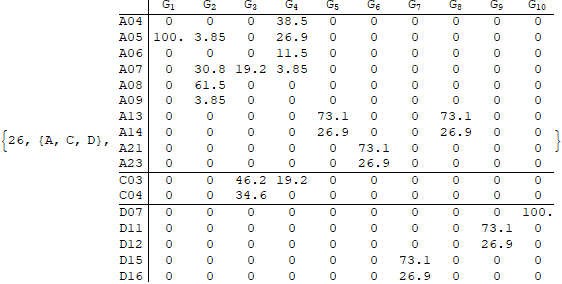 G₁ G₂ G₃ G₄ G₅ G₆ G₇ G₈ G₉ G₁₀
A04 0 0 0 38.5 0 0 0 0 0 0
A05 100. 3.85 0 26.9 0 0 0 0 0 0
A06 0 0 0 11.5 0 0 0 0 0 0
A07 0 30.8 19.2 3.85 0 0 0 0 0 0
A08 0 61.5 0 0 0 0 0 0 0 0
A09 0 3.85 0 0 0 0 0 0 0 0
A13 0 0 0 0 73.1 0 0 73.1 0 0
{26, {A, C, D}, A14 0 0 0 0 26.9 0 0 26.9 0 0 }
A21 0 0 0 0 0 73.1 0 0 0 0
A23 0 0 0 0 0 26.9 0 0 0 0
C03 0 0 46.2 19.2 0 0 0 0 0 0
C04 0 0 34.6 0 0 0 0 0 0 0
D07 0 0 0 0 0 0 0 0 0 100.
D11 0 0 0 0 0 0 0 0 73.1 0
D12 0 0 0 0 0 0 0 0 26.9 0
D15 0 0 0 0 0 0 73.1 0 0 0
D16 0 0 0 0 0 0 26.9 0 0 0